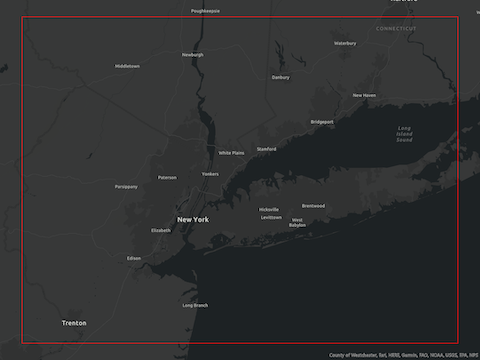 Poughkeepsie
CONNECTICUT
Waterbury
Newburgh
Middletown
Danbury
New Haven
Bridgeport
Long
Island
Sound
Stamford
White Plains
Paterson
Yonkers
Parsippany
Brentwood
Hicksville
Levittown
New York
West
Babylon
Elizabeth
Edison
Long Branch
Trenton
County of Westchester, Esri, HERE, Garmin, FAO, NOAA, USGS, EPA, NPS